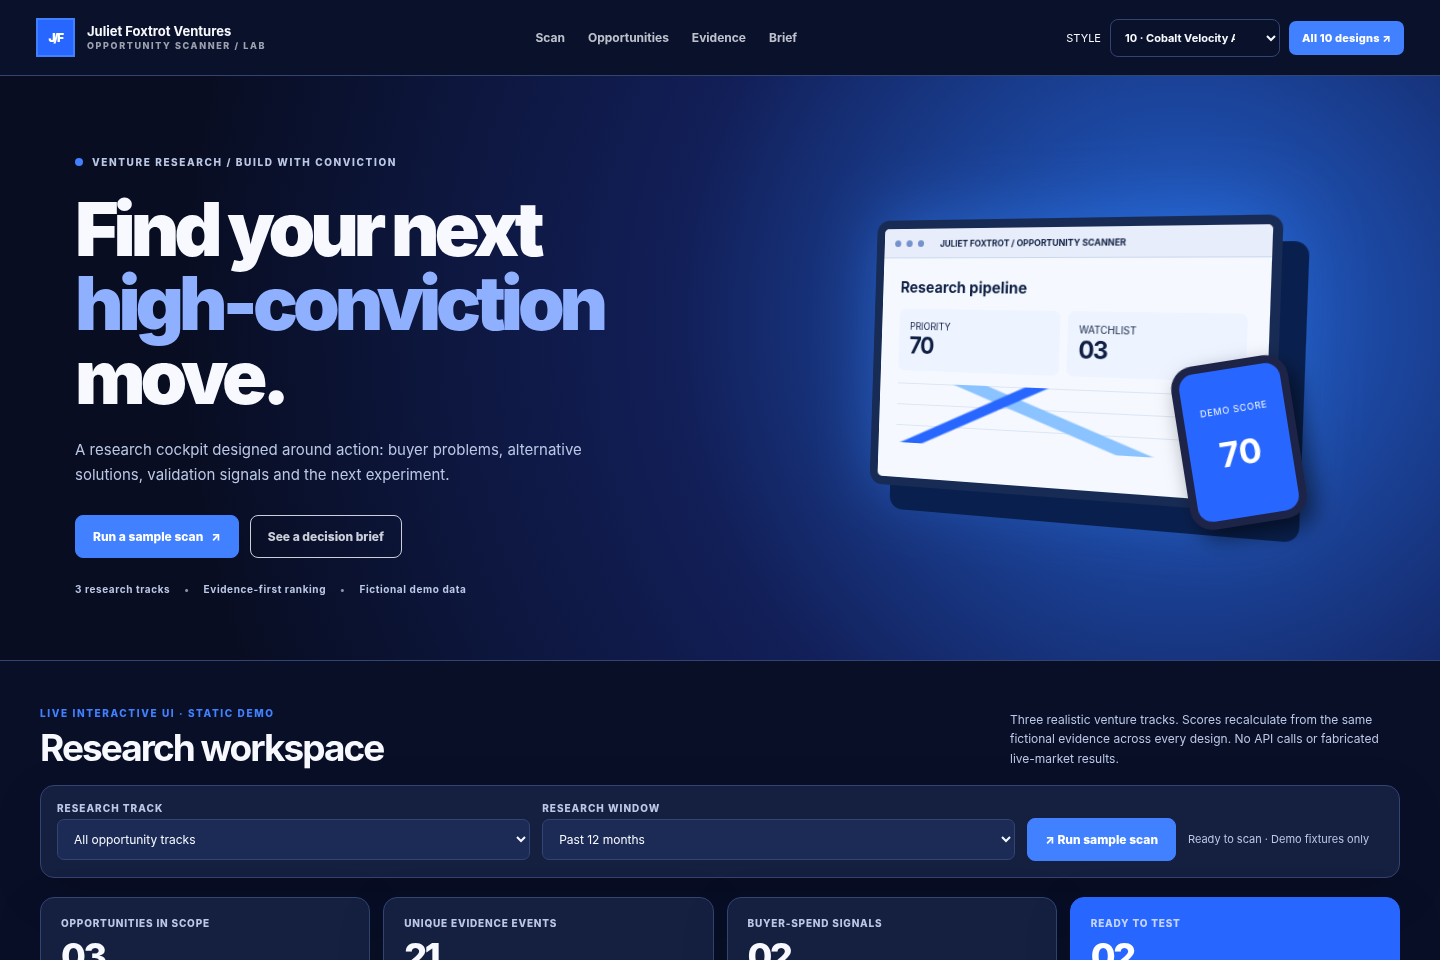 J/F
Juliet Foxtrot Ventures
OPPORTUNITY SCANNER / LAB
Scan
Opportunities
Evidence
Brief
STYLE
10 · Cobalt Velocity
All 10 designs ↗
VENTURE RESEARCH / BUILD WITH CONVICTION
Find your next
high-conviction
move.
A research cockpit designed around action: buyer problems, alternative
solutions, validation signals and the next experiment.
Run a sample scan ↗
See a decision brief
3 research tracks • Evidence-first ranking • Fictional demo data
JULIET FOXTROT / OPPORTUNITY SCANNER
Research pipeline
PRIORITY
70
WATCHLIST
03
DEMO SCORE
70
LIVE INTERACTIVE UI · STATIC DEMO
Research workspace
Three realistic venture tracks. Scores recalculate from the same
fictional evidence across every design. No API calls or fabricated
live-market results.
RESEARCH TRACK
All opportunity tracks
RESEARCH WINDOW
Past 12 months
↗ Run sample scan
Ready to scan · Demo fixtures only
OPPORTUNITIES IN SCOPE
03
UNIQUE EVIDENCE EVENTS
21
BUYER-SPEND SIGNALS
02
READY TO TEST
02